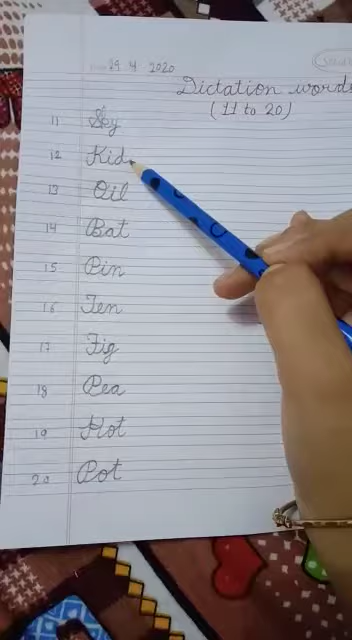 29 4 2020
Dictation words
(11 to 20)
11 Spy
12 Kid
13 Oil
14 Bat
15 Pin
16 Ten
17 Fig
18 Pea
19 Hot
20 Pot